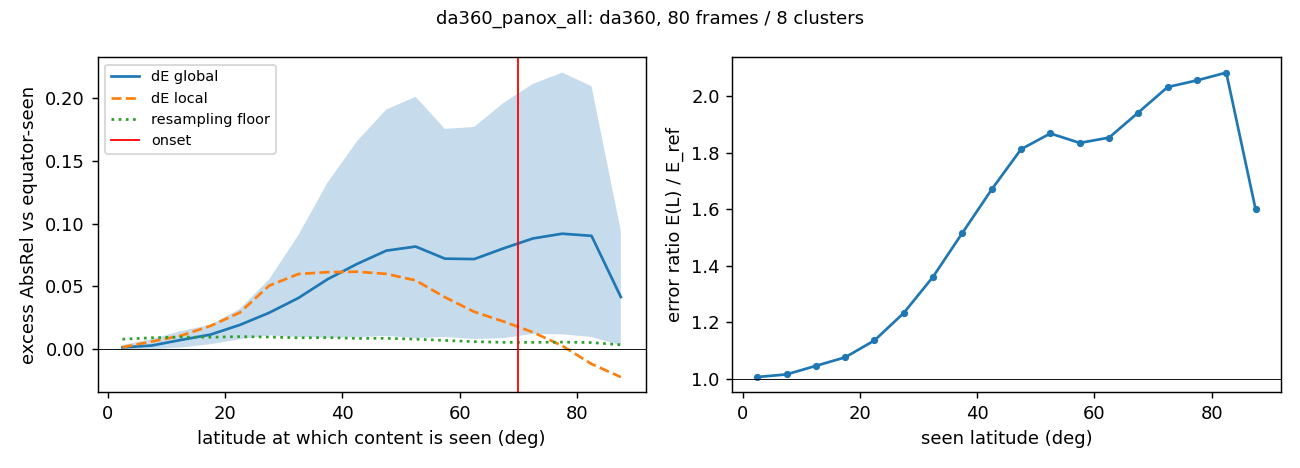 da360_panox_all: da360, 80 frames / 8 clusters
excess AbsRel vs equator-seen
0.20
0.15
0.10
0.05
0.00
dE global
dE local
resampling floor
onset
0
20
40
60
80
latitude at which content is seen (deg)
error ratio E(L) / E_ref
2.0
1.8
1.6
1.4
1.2
1.0
0
20
40
60
80
seen latitude (deg)